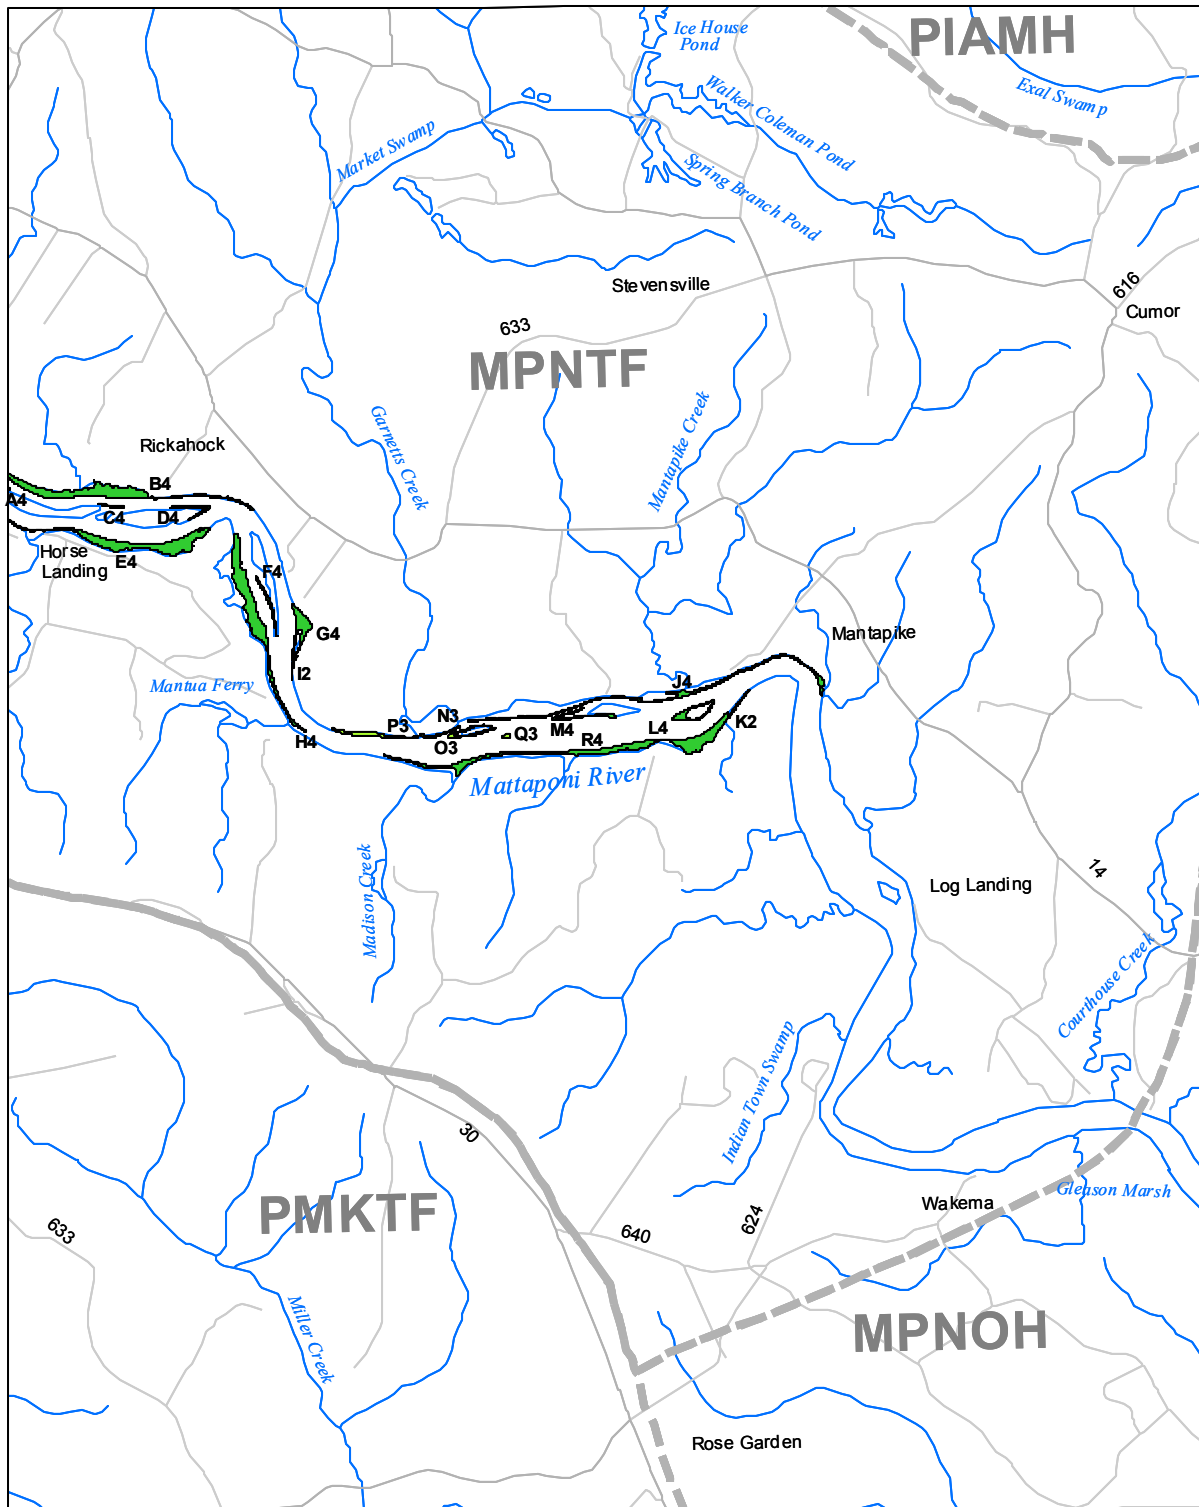 Ice House
Pond
PIAMH
Exal Swamp
Walker Coleman Pond
Market Swamp
Spring Branch Pond
Stevensville
616
Cumor
633
MPNTF
Garnetts Creek
Mantapike Creek
Rickahock
B4
A4
C4
D4
Horse
Landing
E4
F4
G4
Mantapike
I2
Mantua Ferry
J4
H4
P3
N3
O3
Q3
M4
R4
L4
K2
Mattaponi River
Madison Creek
Log Landing
14
Courthouse Creek
Indian Town Swamp
30
Gleason Marsh
Wakema
PMKTF
633
640
624
Miller Creek
MPNOH
Rose Garden